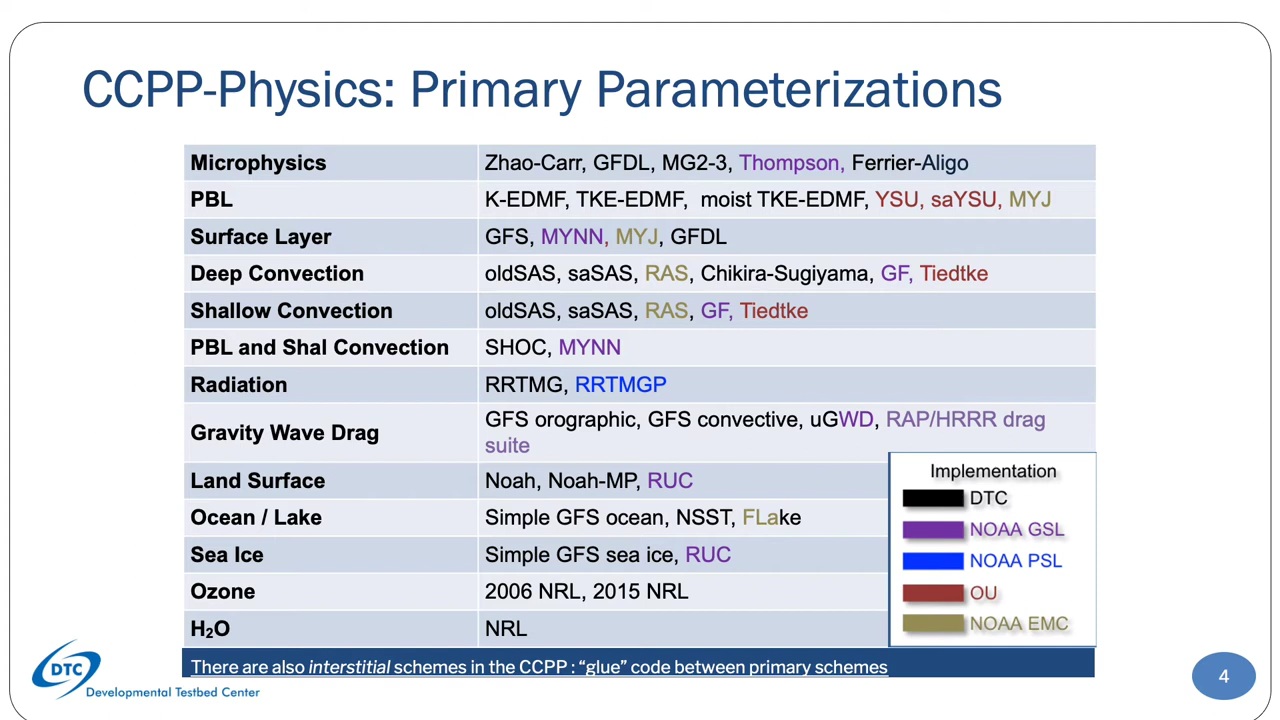 CCPP-Physics: Primary Parameterizations
Microphysics Zhao-Carr, GFDL, MG2-3, Thompson, Ferrier-Aligo
PBL K-EDMF, TKE-EDMF, moist TKE-EDMF, YSU, saYSU, MYJ
Surface Layer GFS, MYNN, MYJ, GFDL
Deep Convection oldSAS, saSAS, RAS, Chikira-Sugiyama, GF, Tiedtke
Shallow Convection oldSAS, saSAS, RAS, GF, Tiedtke
PBL and Shal Convection SHOC, MYNN
Radiation RRTMG, RRTMGP
Gravity Wave Drag GFS orographic, GFS convective, uGWD, RAP/HRRR drag
suite
Land Surface Noah, Noah-MP, RUC
Ocean / Lake Simple GFS ocean, NSST, FLake
Sea Ice Simple GFS sea ice, RUC
Ozone 2006 NRL, 2015 NRL
H₂O NRL
Implementation
DTC
NOAA GSL
NOAA PSL
OU
NOAA EMC
There are also interstitial schemes in the CCPP : “glue” code between primary schemes
DTC
Developmental Testbed Center
4